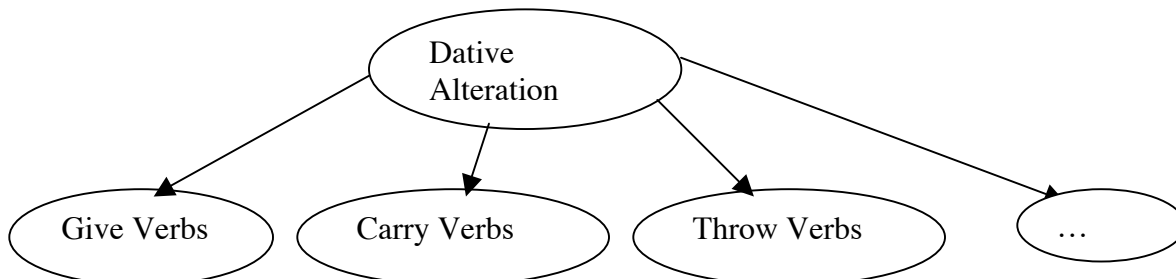 Dative
Alteration
Give Verbs
Carry Verbs
Throw Verbs
…